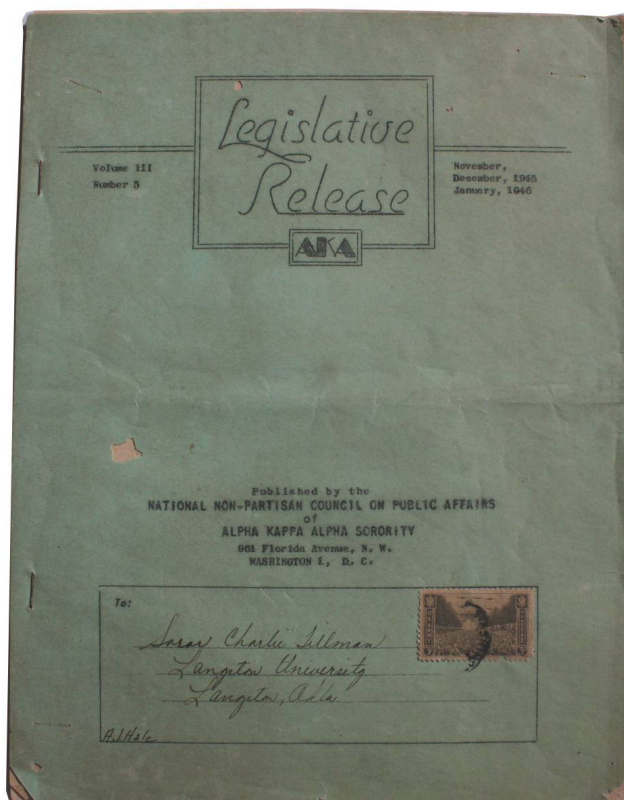 Legislative
Release
AKA
Volume III
Number 5
November,
December, 1945
January, 1946
Published by the
NATIONAL NON-PARTISAN COUNCIL ON PUBLIC AFFAIRS
of
ALPHA KAPPA ALPHA SORORITY
961 Florida Avenue, N. W.
WASHINGTON 1, D. C.
To:
Soror Charlie Tillman
Langston University
Langston, Okla.